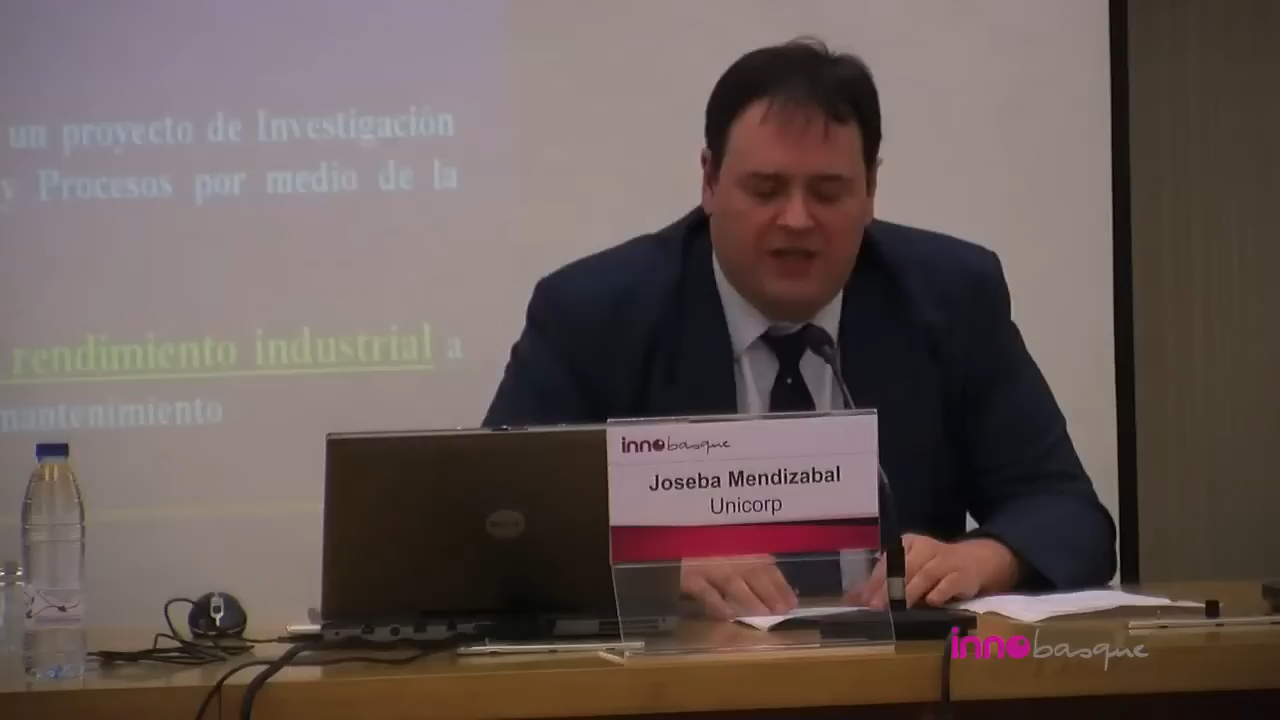 un proyecto de Investigación
y Procesos por medio de la
rendimiento industrial a
mantenimiento
innobasque
Joseba Mendizabal
Unicorp
innobasque